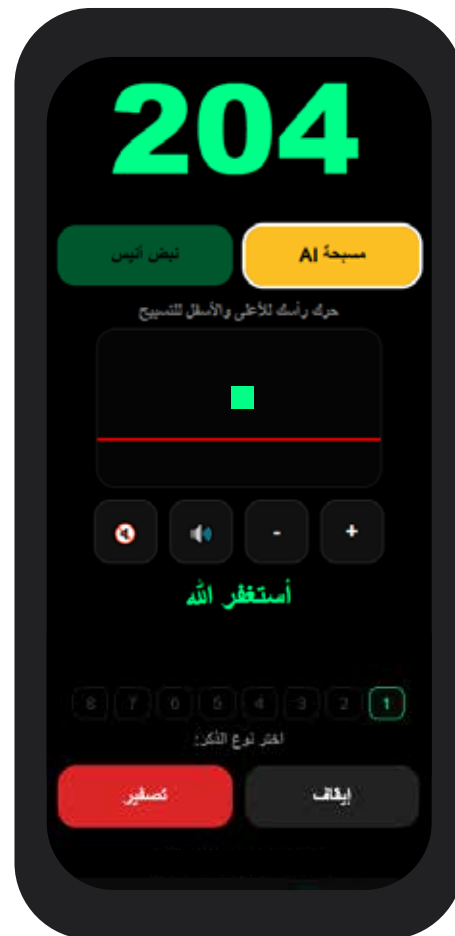 204
مسبحة AI
نبض أنيس
حرك رأسك للأعلى والأسفل للتسبيح
+ -
أستغفر الله
1 2 3 4 5 6 7 8
اختر نوع الذكر:
إيقاف
تصفير